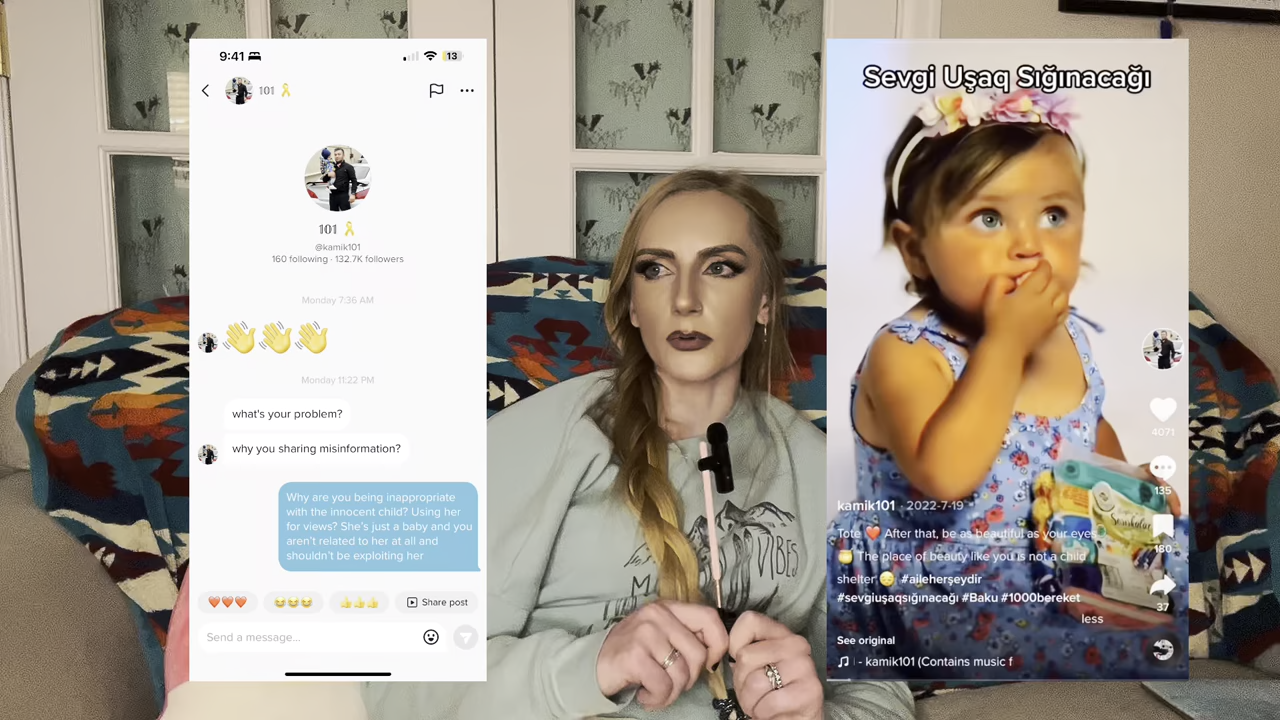 9:41
13
101
101
@kamik101
160 following · 132.7K followers
Monday 7:36 AM
Monday 11:22 PM
what's your problem?
why you sharing misinformation?
Why are you being inappropriate
with the innocent child? Using her
for views? She's just a baby and you
aren't related to her at all and
shouldn't be exploiting her
❤️❤️❤️
😂😂😂
👍👍👍
Share post
Send a message...
VIBES
Sevgi Uşaq Sığınacağı
4071
135
180
37
kamik101 · 2022-7-19
Tote ❤️ After that, be as beautiful as your eyes
😇 The place of beauty like you is not a child
shelter 😔 #aileherşeydir
#sevgiuşaqsığınacağı #Baku #1000bereket
less
See original
- kamik101 (Contains music f